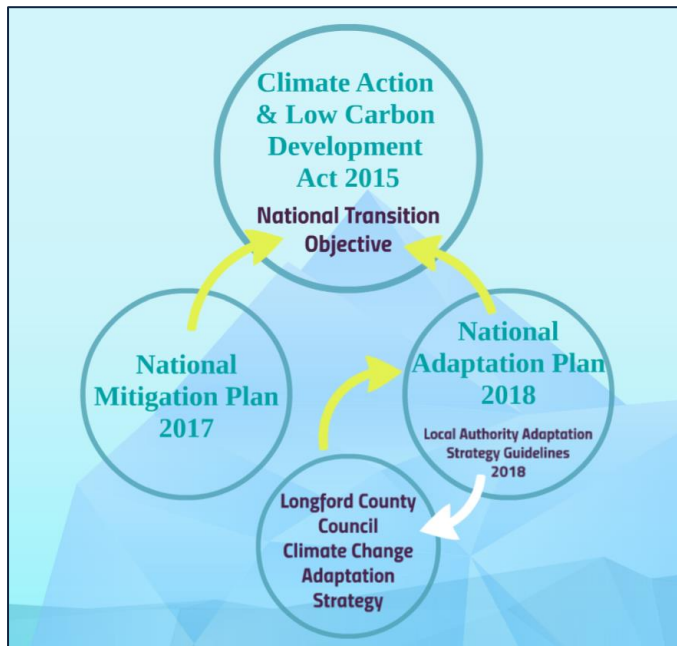 Climate Action
& Low Carbon
Development
Act 2015
National Transition
Objective
National
Mitigation Plan
2017
National
Adaptation Plan
2018
Local Authority Adaptation
Strategy Guidelines
2018
Longford County
Council
Climate Change
Adaptation
Strategy